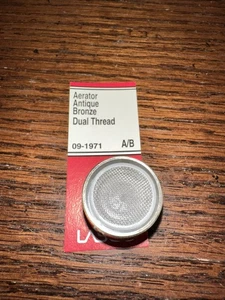 Aerator
Antique
Bronze
Dual Thread
09-1971 A/B